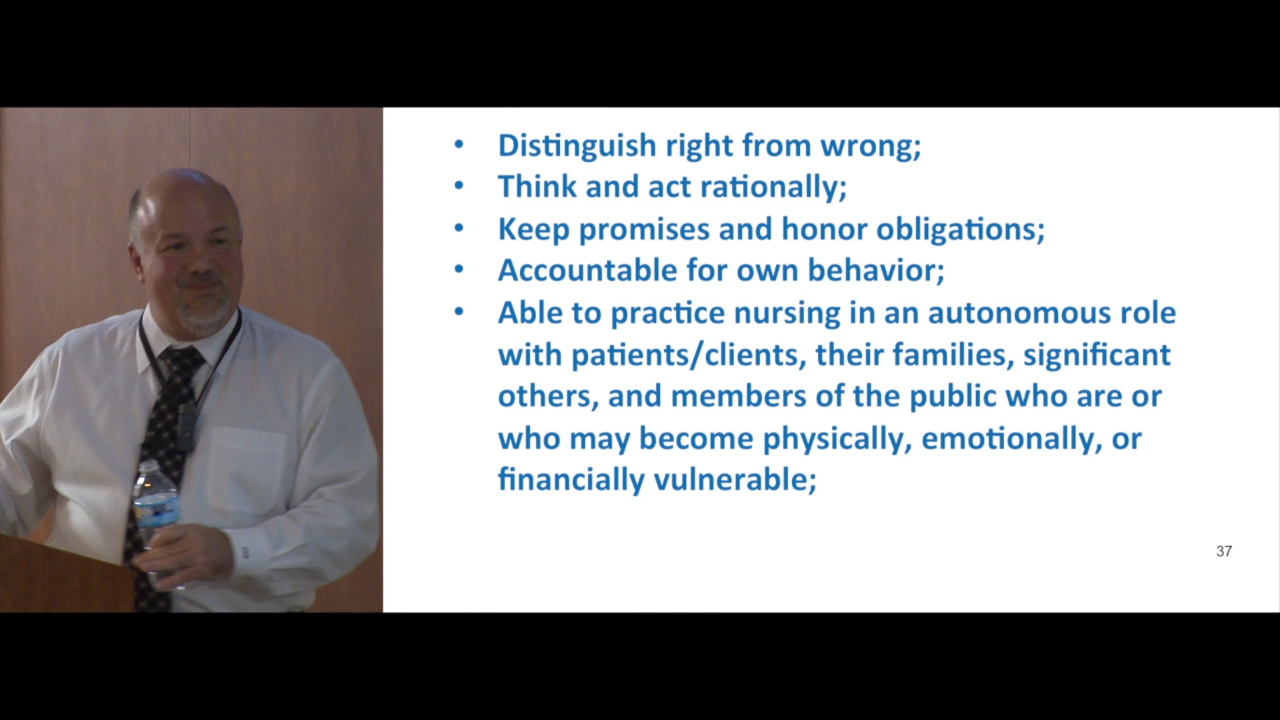 • Distinguish right from wrong;
• Think and act rationally;
• Keep promises and honor obligations;
• Accountable for own behavior;
• Able to practice nursing in an autonomous role
with patients/clients, their families, significant
others, and members of the public who are or
who may become physically, emotionally, or
financially vulnerable;
37